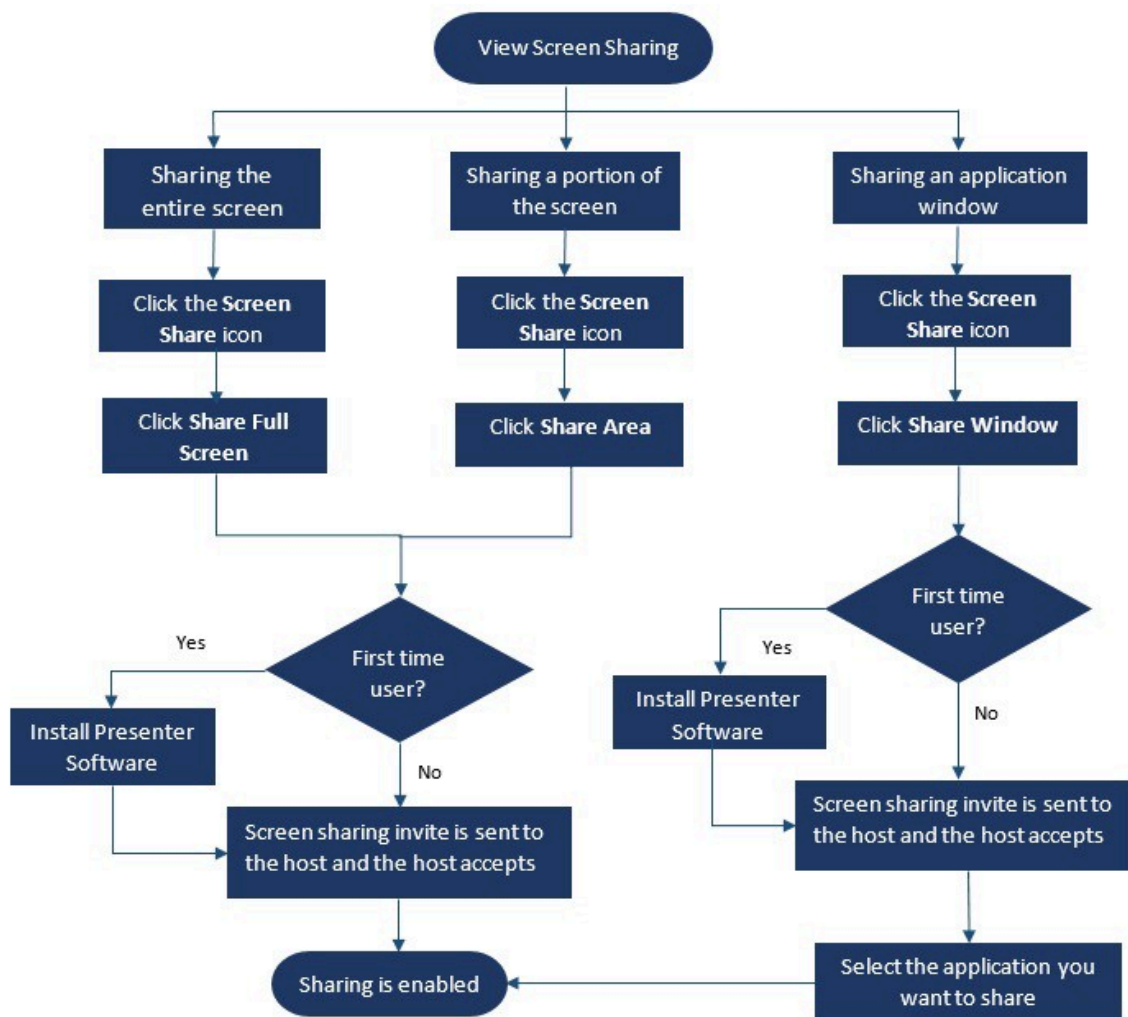 View Screen Sharing
Sharing the
entire screen
Sharing a portion of
the screen
Sharing an application
window
Click the Screen
Share icon
Click the Screen
Share icon
Click the Screen
Share icon
Click Share Full
Screen
Click Share Area
Click Share Window
First time
user?
Yes
No
Install Presenter
Software
Screen sharing invite is sent to
the host and the host accepts
First time
user?
Yes
No
Install Presenter
Software
Screen sharing invite is sent to
the host and the host accepts
Select the application you
want to share
Sharing is enabled